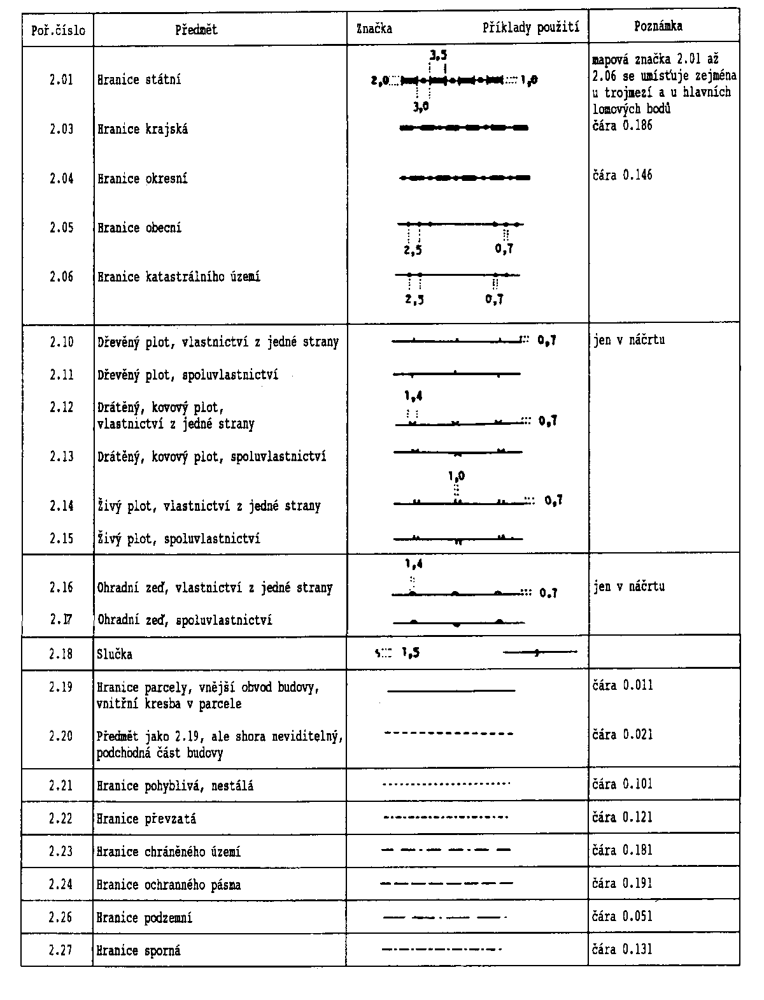 Poř.číslo Předmět Značka Příklady použití Poznámka
3,5
2.01 Hranice státní 2,0 1,0 mapová značka 2.01 až
2.06 se umísťuje zejména
u trojmezí a u hlavních
3,0 lomových bodů
2.03 Hranice krajská čára 0.186
2.04 Hranice okresní čára 0.146
2.05 Hranice obecní
2,5 0,7
2.06 Hranice katastrálního území
2,5 0,7
2.10 Dřevěný plot, vlastnictví z jedné strany 0,7 jen v náčrtu
2.11 Dřevěný plot, spoluvlastnictví
1,4
2.12 Drátěný, kovový plot,
vlastnictví z jedné strany 0,7
2.13 Drátěný, kovový plot, spoluvlastnictví
1,0
2.14 Živý plot, vlastnictví z jedné strany 0,7
2.15 Živý plot, spoluvlastnictví
1,4
2.16 Ohradní zeď, vlastnictví z jedné strany 0.7 jen v náčrtu
2.17 Ohradní zeď, spoluvlastnictví
2.18 Slučka 1,5
2.19 Hranice parcely, vnější obvod budovy, čára 0.011
vnitřní kresba v parcele
2.20 Předmět jako 2.19, ale shora neviditelný, čára 0.021
podchodná část budovy
2.21 Hranice pohyblivá, nestálá čára 0.101
2.22 Hranice převzatá čára 0.121
2.23 Hranice chráněného území čára 0.181
2.24 Hranice ochranného pásma čára 0.191
2.26 Hranice podzemní čára 0.051
2.27 Hranice sporná čára 0.131